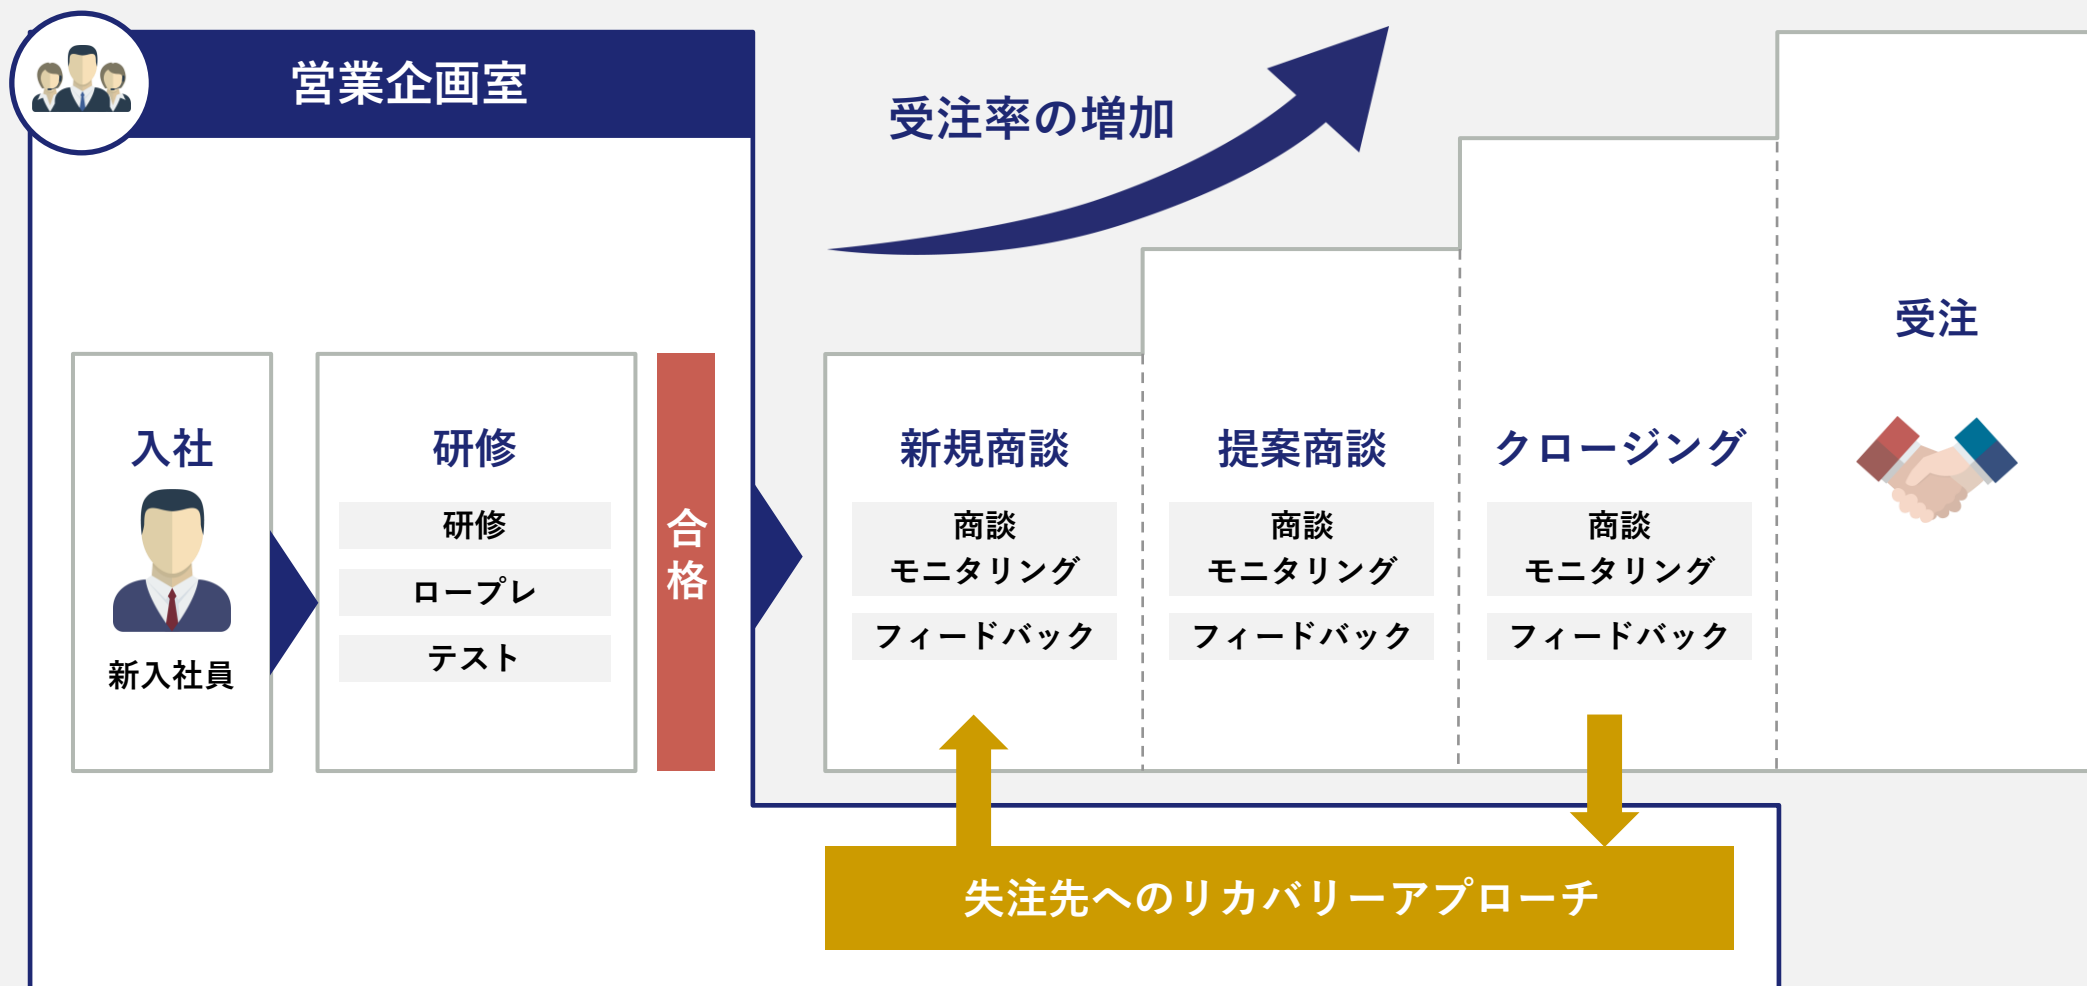 営業企画室
受注率の増加
入社
新入社員
研修
研修
ロープレ
テスト
合格
新規商談
商談
モニタリング
フィードバック
提案商談
商談
モニタリング
フィードバック
クロージング
商談
モニタリング
フィードバック
受注
失注先へのリカバリーアプローチ